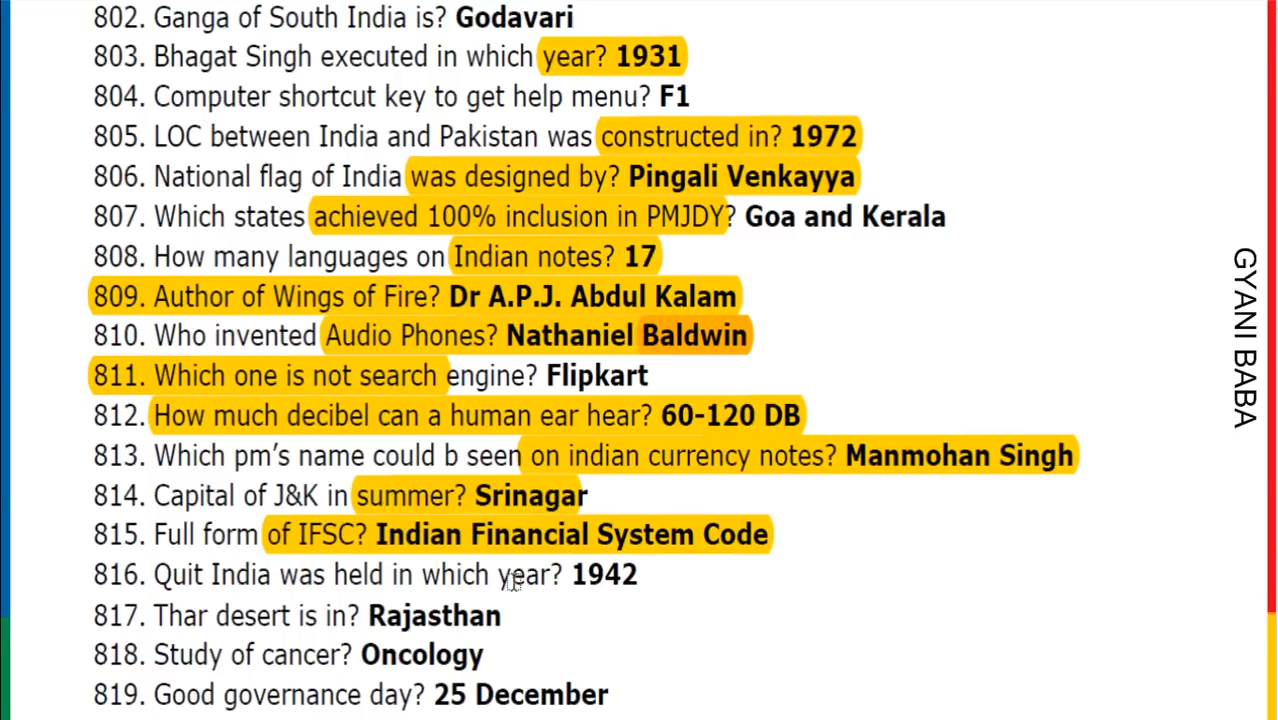 802. Ganga of South India is? Godavari
803. Bhagat Singh executed in which year? 1931
804. Computer shortcut key to get help menu? F1
805. LOC between India and Pakistan was constructed in? 1972
806. National flag of India was designed by? Pingali Venkayya
807. Which states achieved 100% inclusion in PMJDY? Goa and Kerala
808. How many languages on Indian notes? 17
809. Author of Wings of Fire? Dr A.P.J. Abdul Kalam
810. Who invented Audio Phones? Nathaniel Baldwin
811. Which one is not search engine? Flipkart
812. How much decibel can a human ear hear? 60-120 DB
813. Which pm's name could b seen on indian currency notes? Manmohan Singh
814. Capital of J&K in summer? Srinagar
815. Full form of IFSC? Indian Financial System Code
816. Quit India was held in which year? 1942
817. Thar desert is in? Rajasthan
818. Study of cancer? Oncology
819. Good governance day? 25 December
GYANI BABA